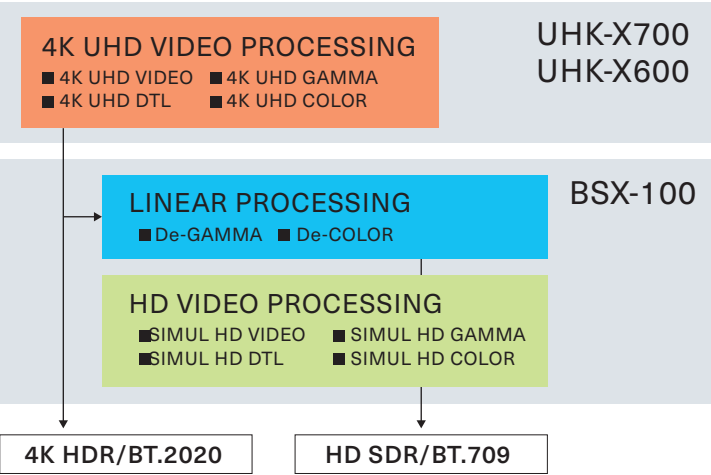 4K UHD VIDEO PROCESSING
■ 4K UHD VIDEO ■ 4K UHD GAMMA
■ 4K UHD DTL ■ 4K UHD COLOR
UHK-X700
UHK-X600
BSX-100
LINEAR PROCESSING
■ De-GAMMA ■ De-COLOR
HD VIDEO PROCESSING
■SIMUL HD VIDEO ■ SIMUL HD GAMMA
■SIMUL HD DTL ■ SIMUL HD COLOR
4K HDR/BT.2020
HD SDR/BT.709